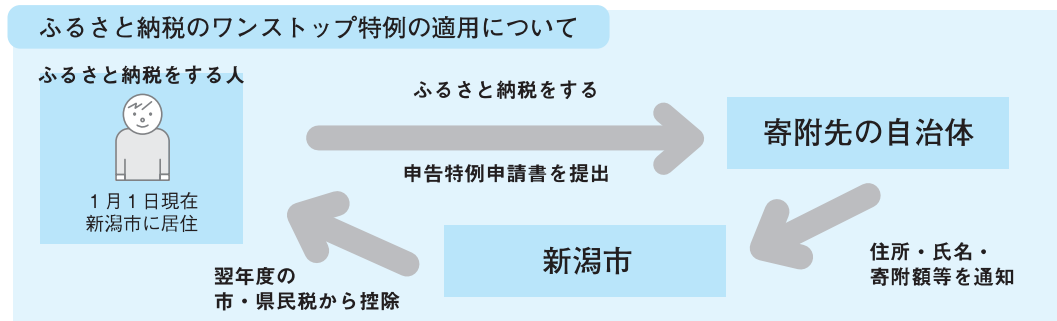 ふるさと納税のワンストップ特例の適用について
ふるさと納税をする人
1月1日現在
新潟市に居住
ふるさと納税をする
申告特例申請書を提出
寄附先の自治体
住所・氏名・
寄附額等を通知
新潟市
翌年度の
市・県民税から控除